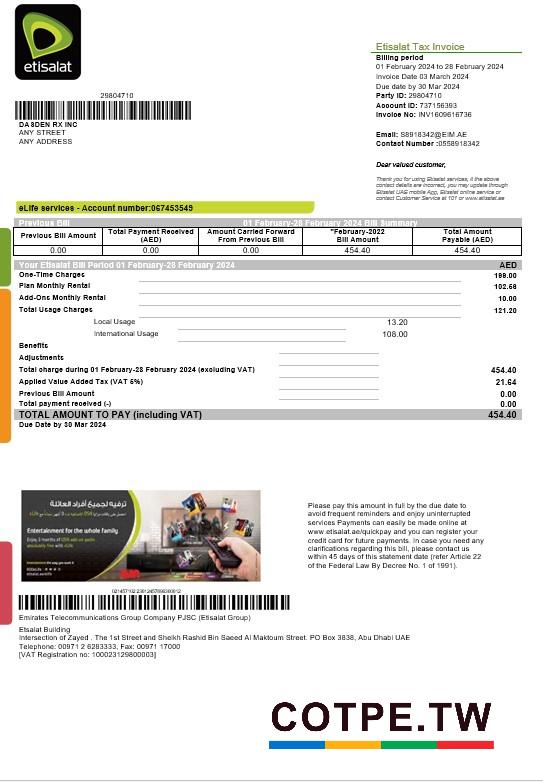 etisalat
Etisalat Tax Invoice
Billing period
01 February 2024 to 28 February 2024
Invoice Date 03 March 2024
Due date by 30 Mar 2024
Party ID: 29804710
Account ID: 737156393
Invoice No: INV1609616736
Email: S8918342@EIM.AE
Contact Number :0558918342
29804710
DA8DEN RX INC
ANY STREET
ANY ADDRESS
Dear valued customer,
Thank you for using Etisalat services, if the above
contact details are incorrect, you may update through
Etisalat UAE mobile App, Etisalat online service or
contact Customer Service at 101 or www.etisalat.ae
eLife services - Account number:067453549
Previous Bill 01 February-28 February 2024 Bill Summary
Previous Bill Amount Total Payment Received (AED) Amount Carried Forward From Previous Bill "February-2022 Bill Amount Total Amount Payable (AED)
0.00 0.00 0.00 454.40 454.40
Your Etisalat Bill Period 01 February-28 February 2024 AED
One-Time Charges 199.00
Plan Monthly Rental 102.56
Add-Ons Monthly Rental 10.00
Total Usage Charges 121.20
Local Usage 13.20
International Usage 108.00
Benefits
Adjustments
Total charge during 01 February-28 February 2024 (excluding VAT) 454.40
Applied Value Added Tax (VAT 5%) 21.64
Previous Bill Amount 0.00
Total payment received (-) 0.00
TOTAL AMOUNT TO PAY (including VAT) 454.40
Due Date by 30 Mar 2024
ترفيه لجميع أفراد العائلة
Entertainment for the whole family
Enjoy 3 months of OSN add-on packs
absolutely free with eLife
etisalat.ae/elife
Please pay this amount in full by the due date to
avoid frequent reminders and enjoy uninterrupted
services Payments can easily be made online at
www.etisalat.ae/quickpay and you can register your
credit card for future payments. In case you need any
clarifications regarding this bill, please contact us
within 45 days of this statement date (refer Article 22
of the Federal Law By Decree No. 1 of 1991).
Emirates Telecommunications Group Company PJSC (Etisalat Group)
Etisalat Building
Intersection of Zayed . The 1st Street and Sheikh Rashid Bin Saeed Al Maktoum Street. PO Box 3838, Abu Dhabi UAE
Telephone: 00971 2 6283333, Fax: 00971 17000
[VAT Registration no: 100023129800003]
COTPE.TW